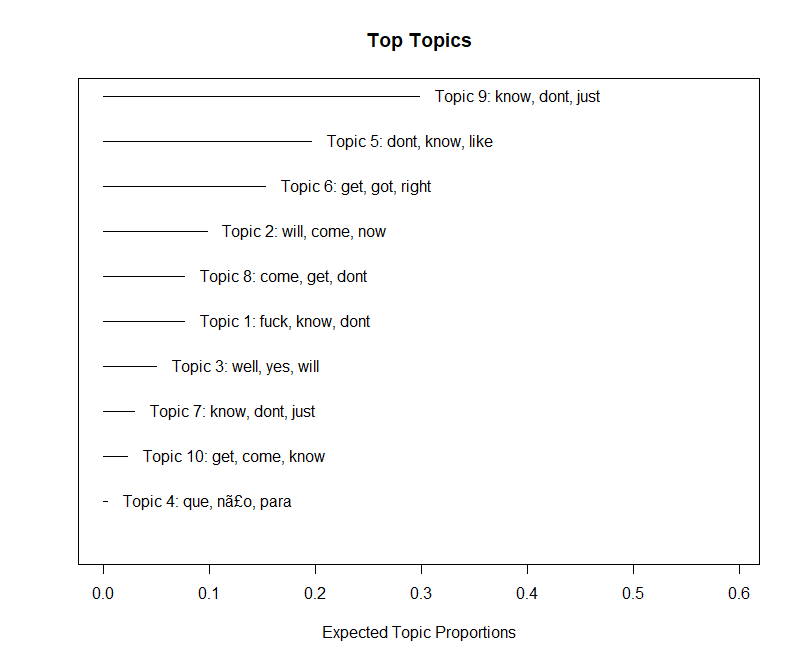 Top Topics
Topic 9: know, dont, just
Topic 5: dont, know, like
Topic 6: get, got, right
Topic 2: will, come, now
Topic 8: come, get, dont
Topic 1: fuck, know, dont
Topic 3: well, yes, will
Topic 7: know, dont, just
Topic 10: get, come, know
Topic 4: que, nã£o, para
0.0 0.1 0.2 0.3 0.4 0.5 0.6
Expected Topic Proportions